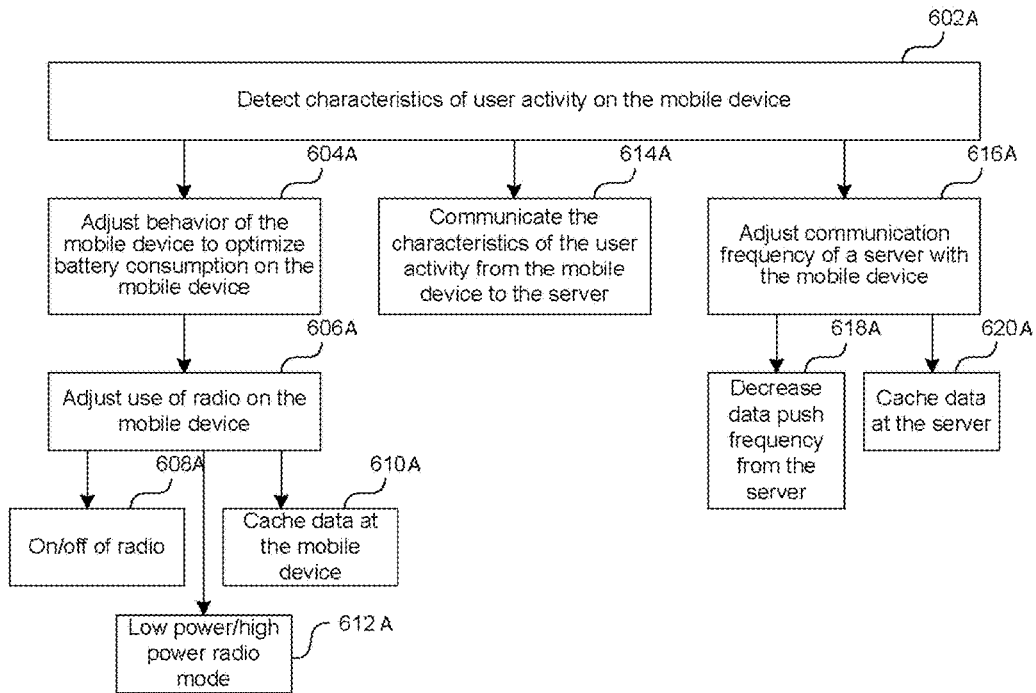 602A
Detect characteristics of user activity on the mobile device
604A
614A
616A
Adjust behavior of the
mobile device to optimize
battery consumption on the
mobile device
Communicate the
characteristics of the user
activity from the mobile
device to the server
Adjust communication
frequency of a server with
the mobile device
606A
618A
620A
Adjust use of radio on the
mobile device
Decrease
data push
frequency
from the
server
Cache data
at the server
608A
610A
On/off of radio
Cache data at
the mobile
device
Low power/high
power radio
mode
612A